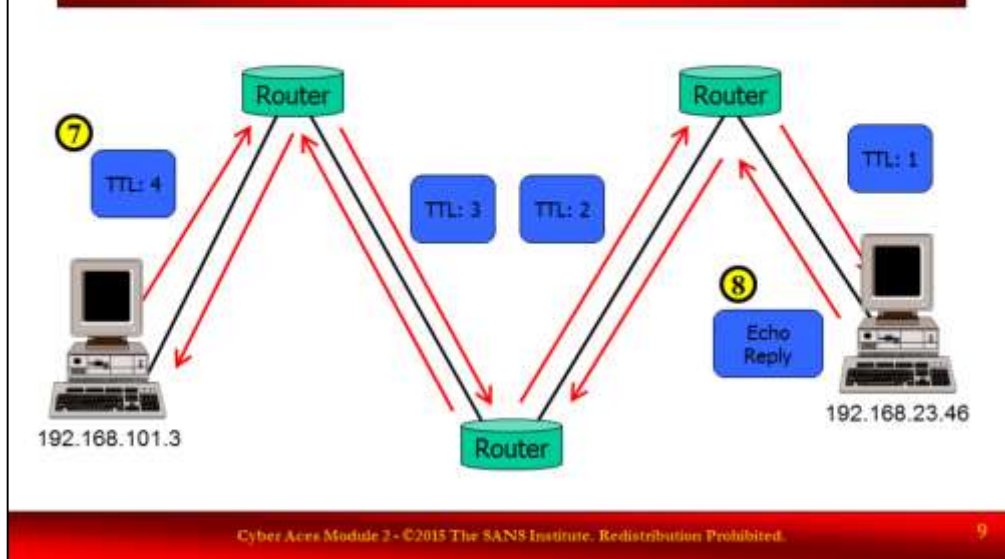 Router
Router
7
TTL: 4
TTL: 3
TTL: 2
TTL: 1
8
Echo
Reply
192.168.101.3
192.168.23.46
Router
Cyber Aces Module 2 - ©2015 The SANS Institute. Redistribution Prohibited.
9